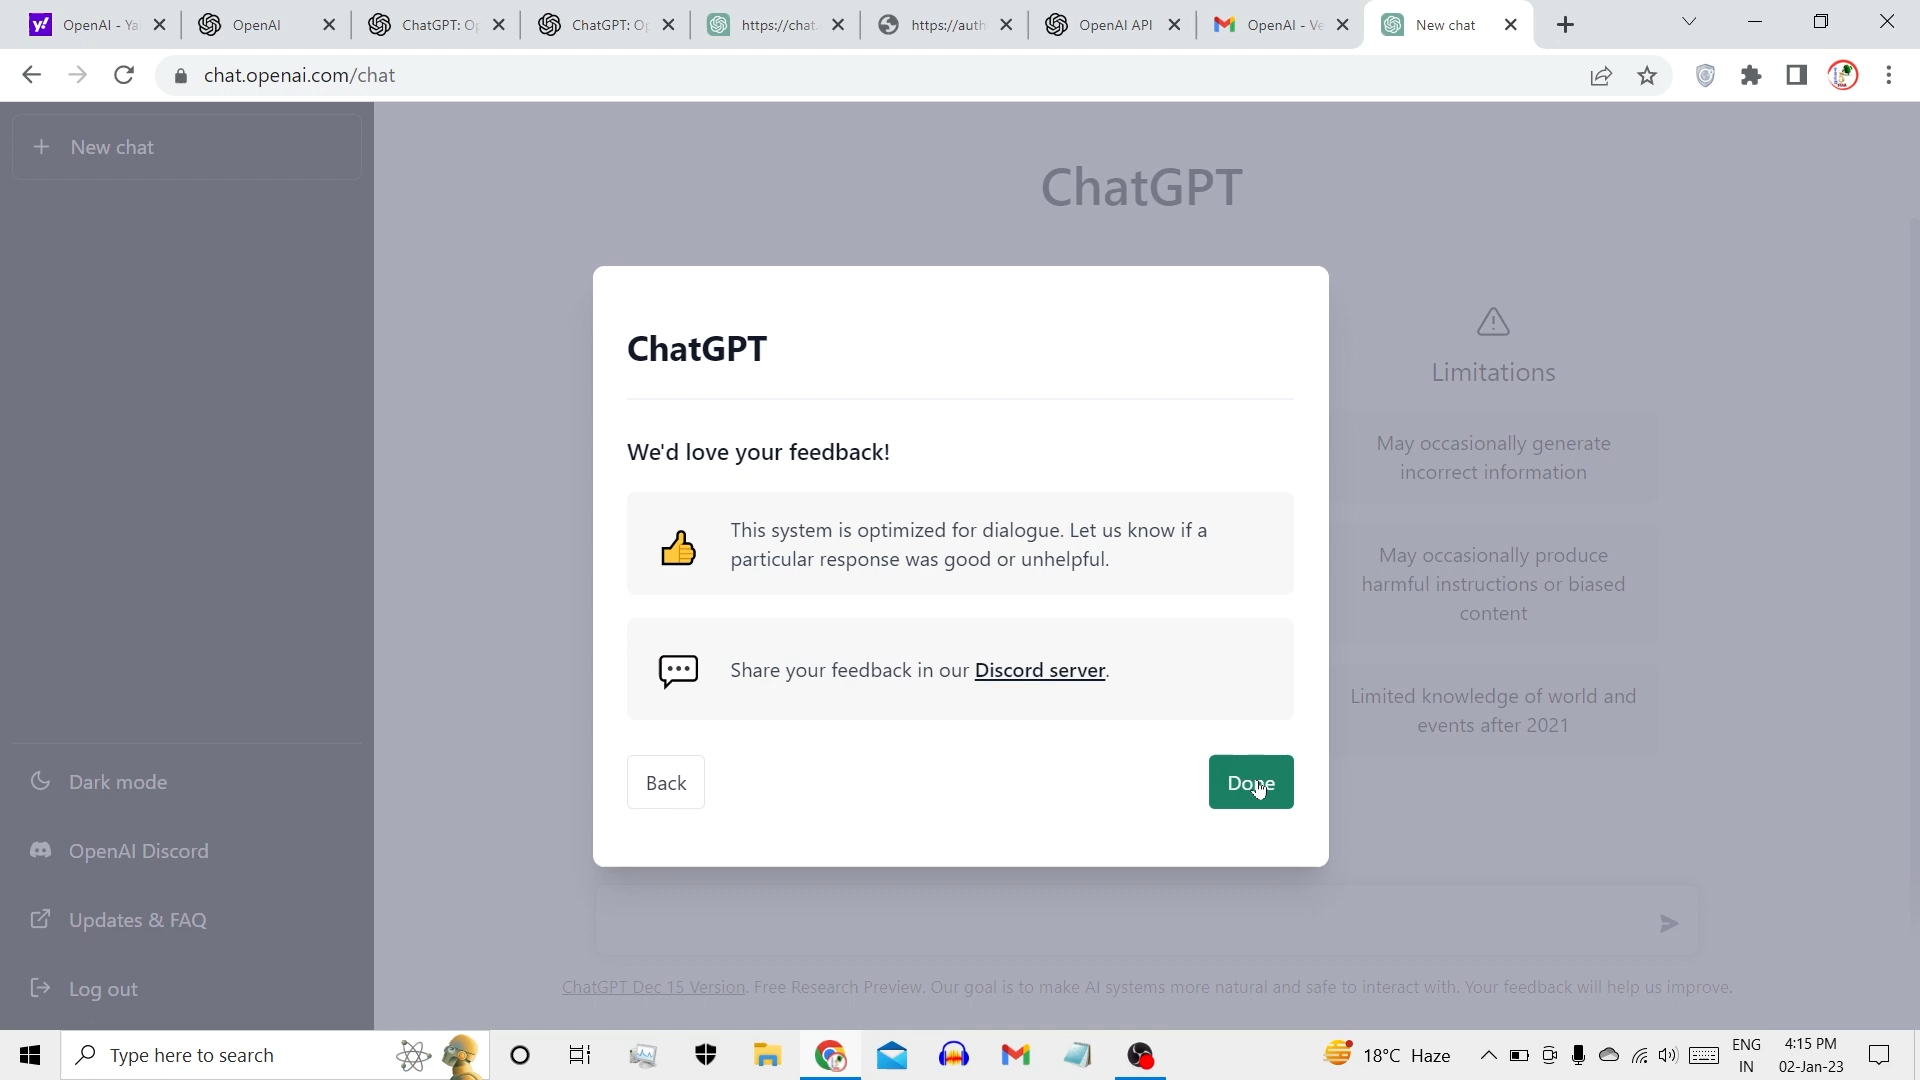 OpenAI - Ya
OpenAI
ChatGPT: Op
ChatGPT: Op
https://chat.
https://auth
OpenAI API
OpenAI - Ve
New chat
chat.openai.com/chat
New chat
ChatGPT
Limitations
May occasionally generate
incorrect information
May occasionally produce
harmful instructions or biased
content
Limited knowledge of world and
events after 2021
ChatGPT
We'd love your feedback!
This system is optimized for dialogue. Let us know if a
particular response was good or unhelpful.
Share your feedback in our Discord server.
Back
Done
Dark mode
OpenAI Discord
Updates & FAQ
Log out
ChatGPT Dec 15 Version. Free Research Preview. Our goal is to make AI systems more natural and safe to interact with. Your feedback will help us improve.
Type here to search
18°C Haze
ENG
IN
4:15 PM
02-Jan-23